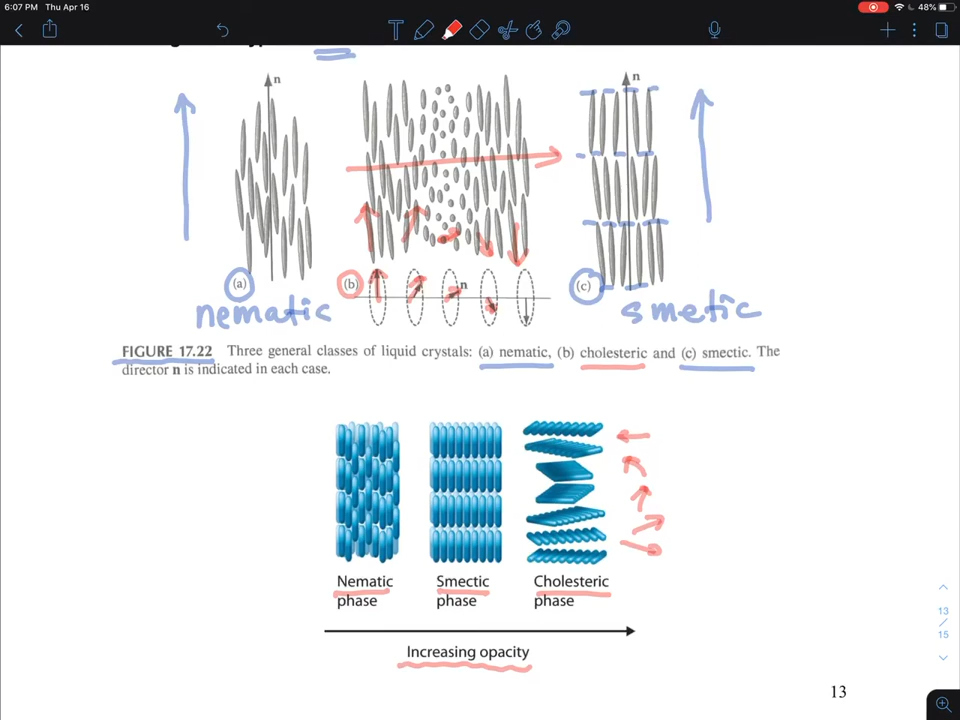 6:07 PM Thu Apr 16
48%
n
n
(a)
(b)
n
(c)
nematic
smetic
FIGURE 17.22 Three general classes of liquid crystals: (a) nematic, (b) cholesteric and (c) smectic. The
director n is indicated in each case.
Nematic
phase
Smectic
phase
Cholesteric
phase
Increasing opacity
13
/
15
13